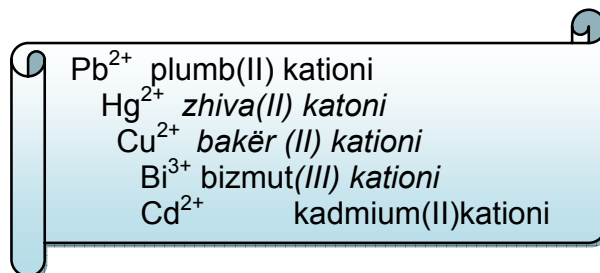 Pb²⁺ plumb(II) kationi
Hg²⁺ zhiva(II) katoni
Cu²⁺ bakër (II) kationi
Bi³⁺ bizmut(III) kationi
Cd²⁺ kadmium(II)kationi